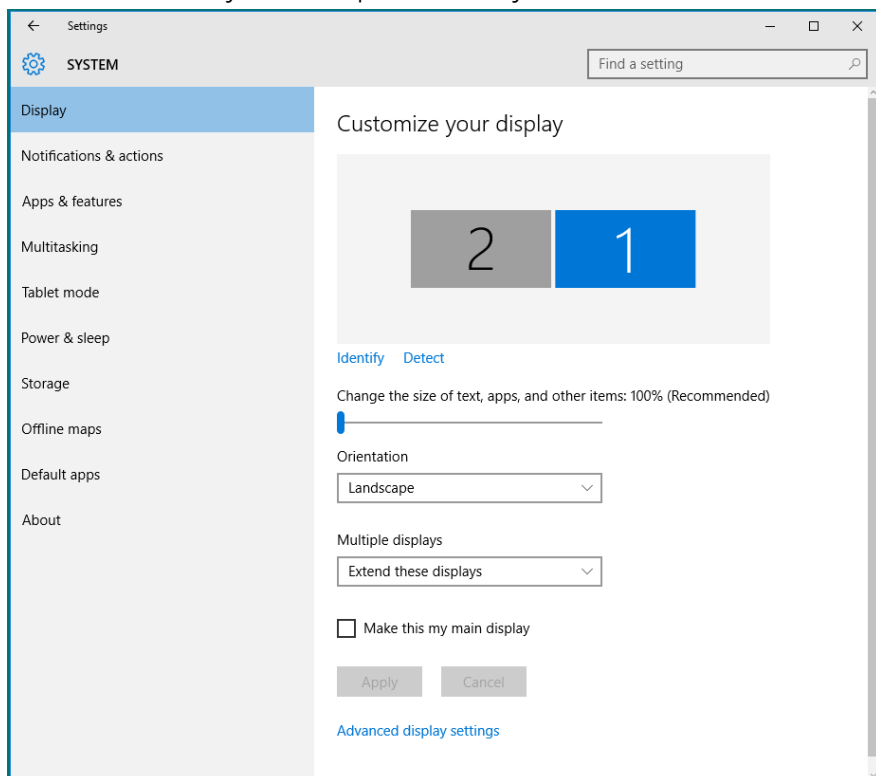 Settings
SYSTEM
Find a setting
Display
Notifications & actions
Apps & features
Multitasking
Tablet mode
Power & sleep
Storage
Offline maps
Default apps
About
Customize your display
2 1
Identify Detect
Change the size of text, apps, and other items: 100% (Recommended)
Orientation
Landscape
Multiple displays
Extend these displays
Make this my main display
Apply Cancel
Advanced display settings